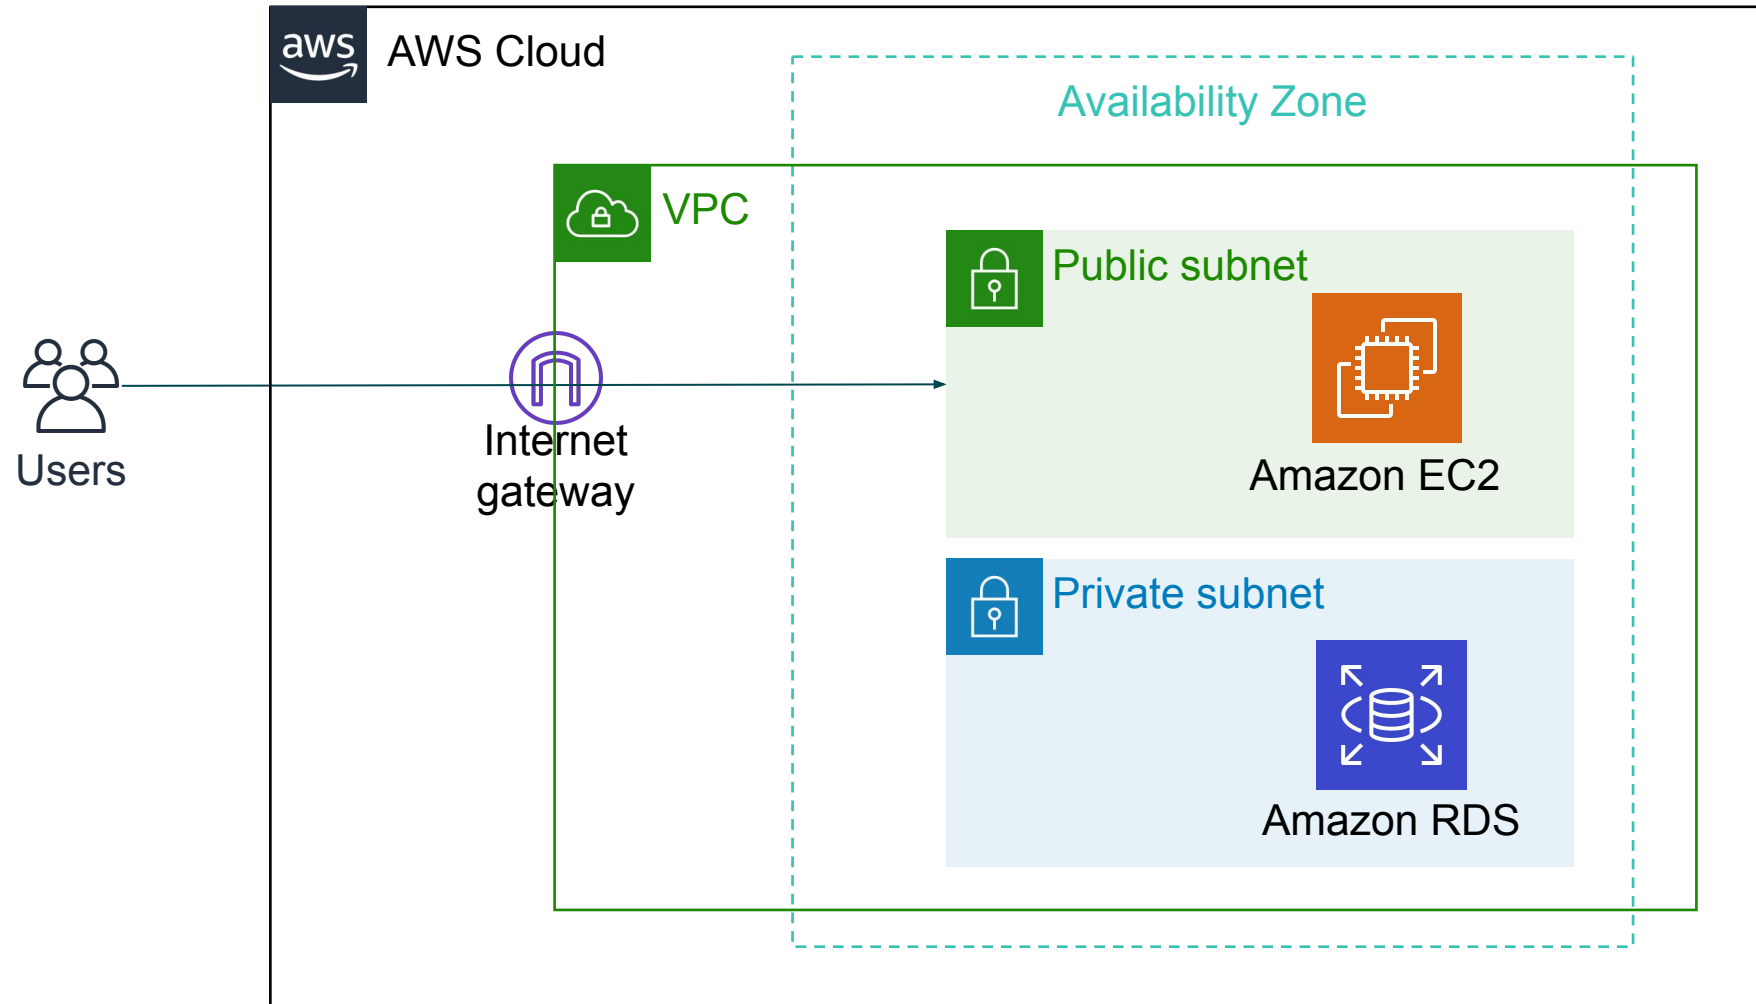 aws
AWS Cloud
Availability Zone
VPC
Public subnet
Internet
gateway
Users
Amazon EC2
Private subnet
Amazon RDS